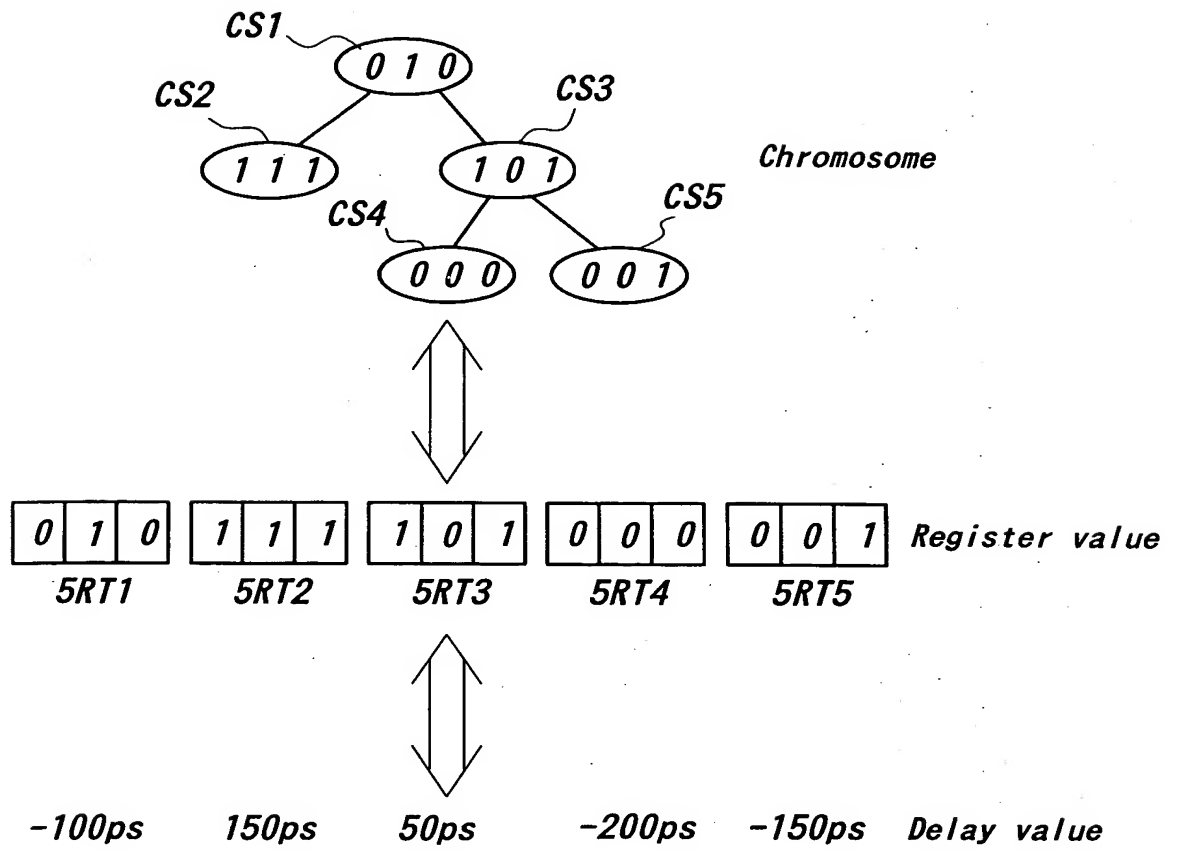 CS1
0 1 0
CS2
CS3
1 1 1
1 0 1
Chromosome
CS4
CS5
0 0 0
0 0 1
0 1 0 1 1 1 1 0 1 0 0 0 0 0 1 Register value
5RT1 5RT2 5RT3 5RT4 5RT5
-100ps 150ps 50ps -200ps -150ps Delay value